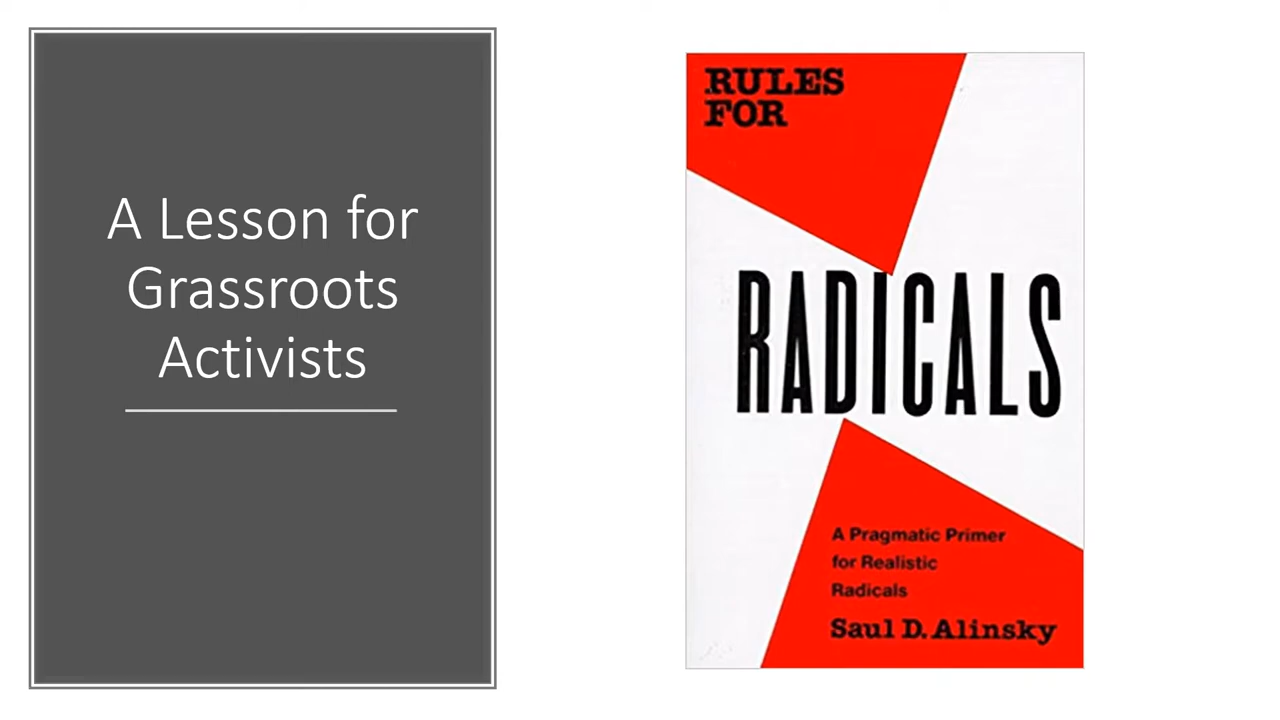 A Lesson for
Grassroots
Activists
RULES
FOR
RADICALS
A Pragmatic Primer
for Realistic
Radicals
Saul D. Alinsky